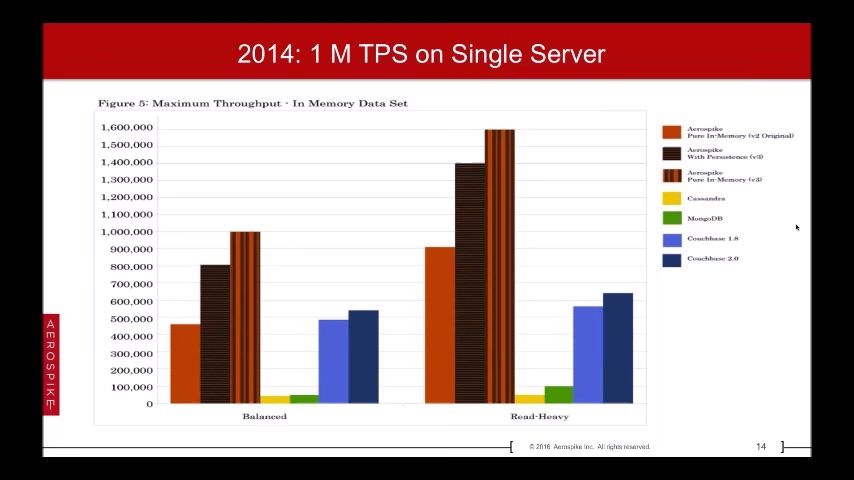 2014: 1 M TPS on Single Server
Figure 5: Maximum Throughput - In Memory Data Set
1,600,000
1,500,000
1,400,000
1,300,000
1,200,000
1,100,000
1,000,000
900,000
800,000
700,000
600,000
500,000
400,000
300,000
200,000
100,000
0
Balanced
Read-Heavy
Aerospike
Pure In-Memory (v2 Original)
Aerospike
With Persistence (v3)
Aerospike
Pure In-Memory (v3)
Cassandra
MongoDB
Couchbase 1.8
Couchbase 2.0
AEROSPIKE
© 2016 Aerospike Inc. All rights reserved.
14